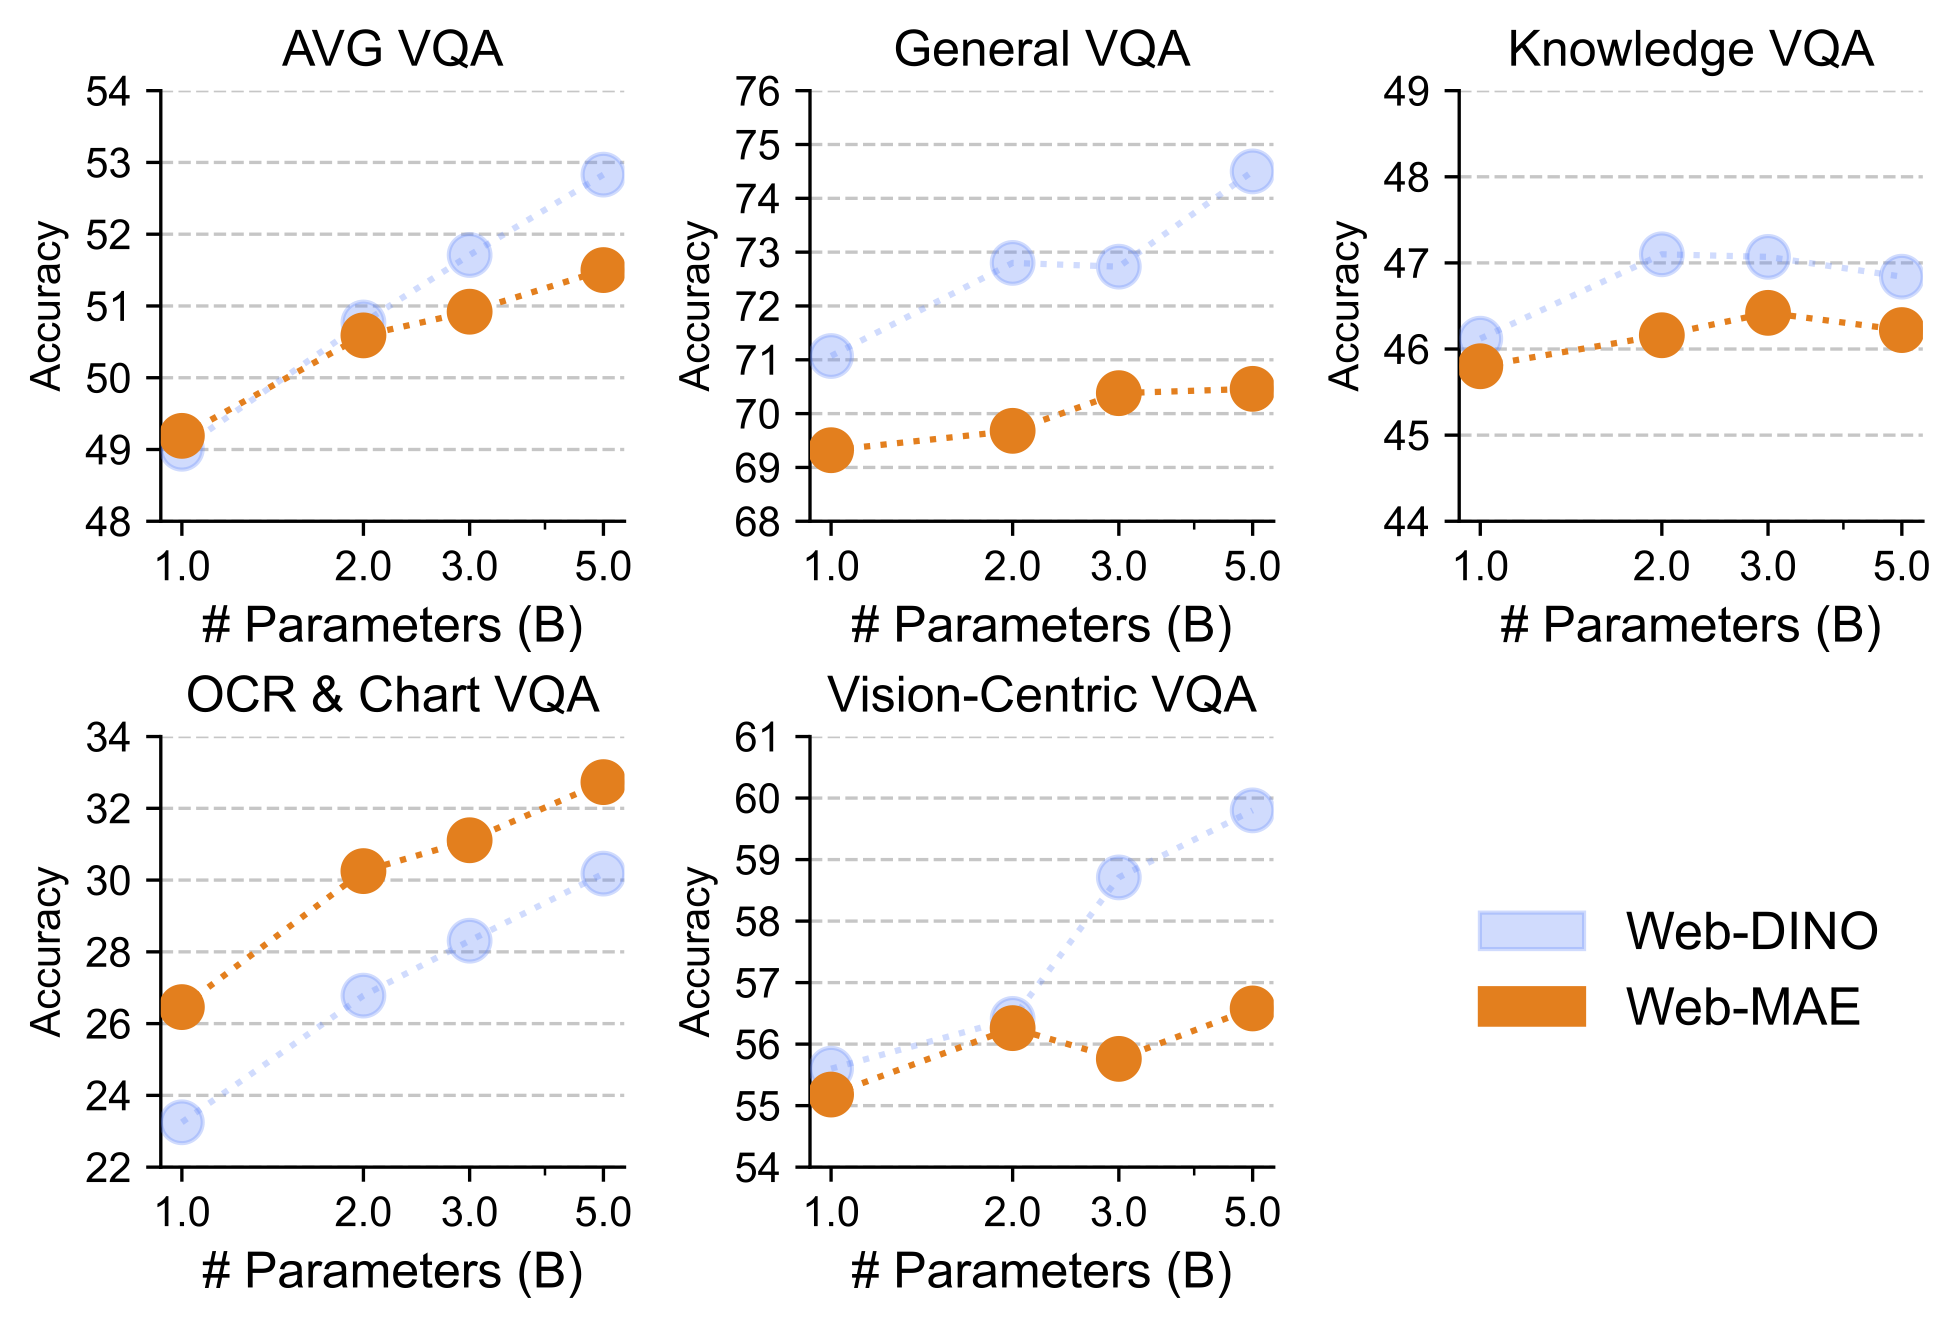 AVG VQA
54
53
52
51
50
49
48
Accuracy
1.0 2.0 3.0 5.0
# Parameters (B)
General VQA
76
75
74
73
72
71
70
69
68
Accuracy
1.0 2.0 3.0 5.0
# Parameters (B)
Knowledge VQA
49
48
47
46
45
44
Accuracy
1.0 2.0 3.0 5.0
# Parameters (B)
OCR & Chart VQA
34
32
30
28
26
24
22
Accuracy
1.0 2.0 3.0 5.0
# Parameters (B)
Vision-Centric VQA
61
60
59
58
57
56
55
54
Accuracy
1.0 2.0 3.0 5.0
# Parameters (B)
Web-DINO
Web-MAE